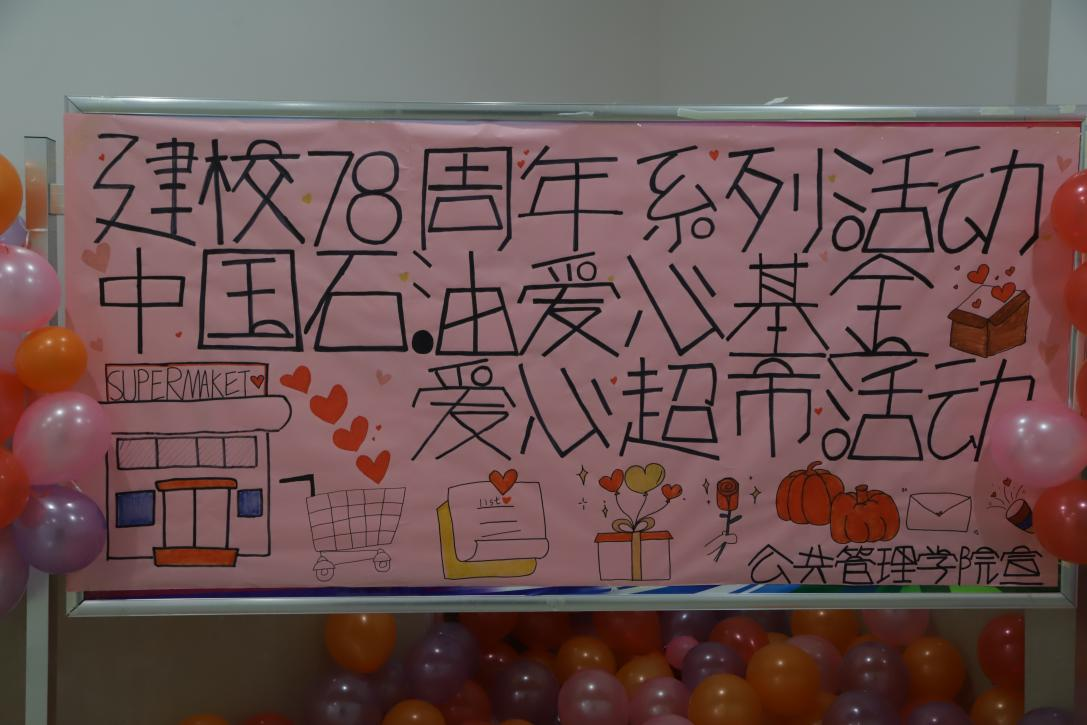 建校78周年系列活动
中国石油爱心基金
爱心超市活动
SUPERMAKET
list
公共管理学院宣